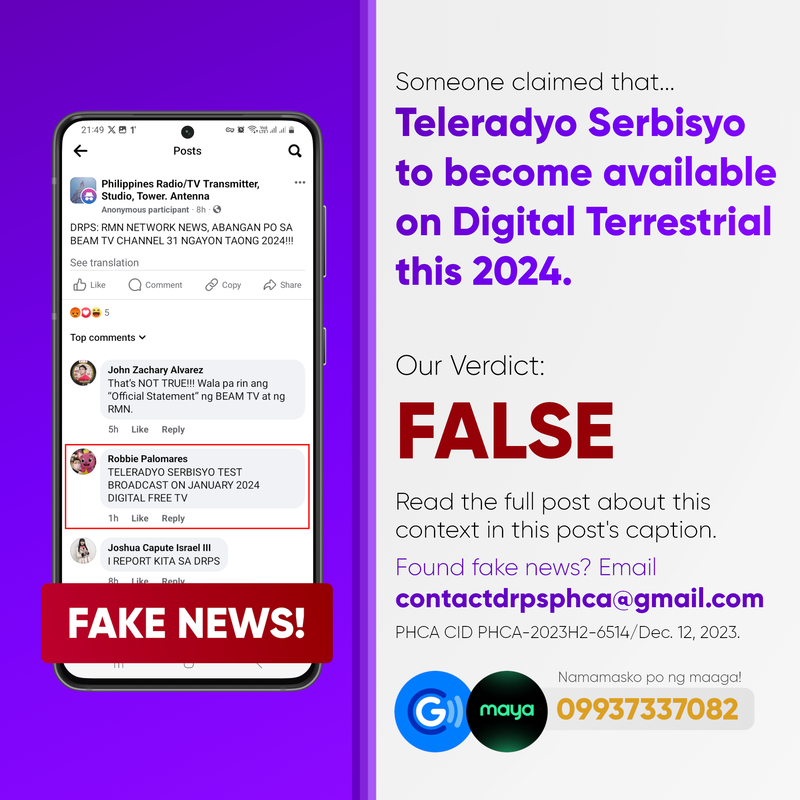 21:49
Posts
Philippines Radio/TV Transmitter,
Studio, Tower. Antenna
Anonymous participant · 8h ·
DRPS: RMN NETWORK NEWS, ABANGAN PO SA
BEAM TV CHANNEL 31 NGAYON TAONG 2024!!!
See translation
Like Comment Copy Share
5
Top comments
John Zachary Alvarez
That's NOT TRUE!!! Wala pa rin ang
“Official Statement” ng BEAM TV at ng
RMN.
5h Like Reply
Robbie Palomares
TELERADYO SERBISYO TEST
BROADCAST ON JANUARY 2024
DIGITAL FREE TV
1h Like Reply
Joshua Capute Israel III
I REPORT KITA SA DRPS
8h Like Reply
FAKE NEWS!
Someone claimed that...
Teleradyo Serbisyo
to become available
on Digital Terrestrial
this 2024.
Our Verdict:
FALSE
Read the full post about this
context in this post's caption.
Found fake news? Email
contactdrpsphca@gmail.com
PHCA CID PHCA-2023H2-6514/Dec. 12, 2023.
Namamasko po ng maaga!
G maya 09937337082